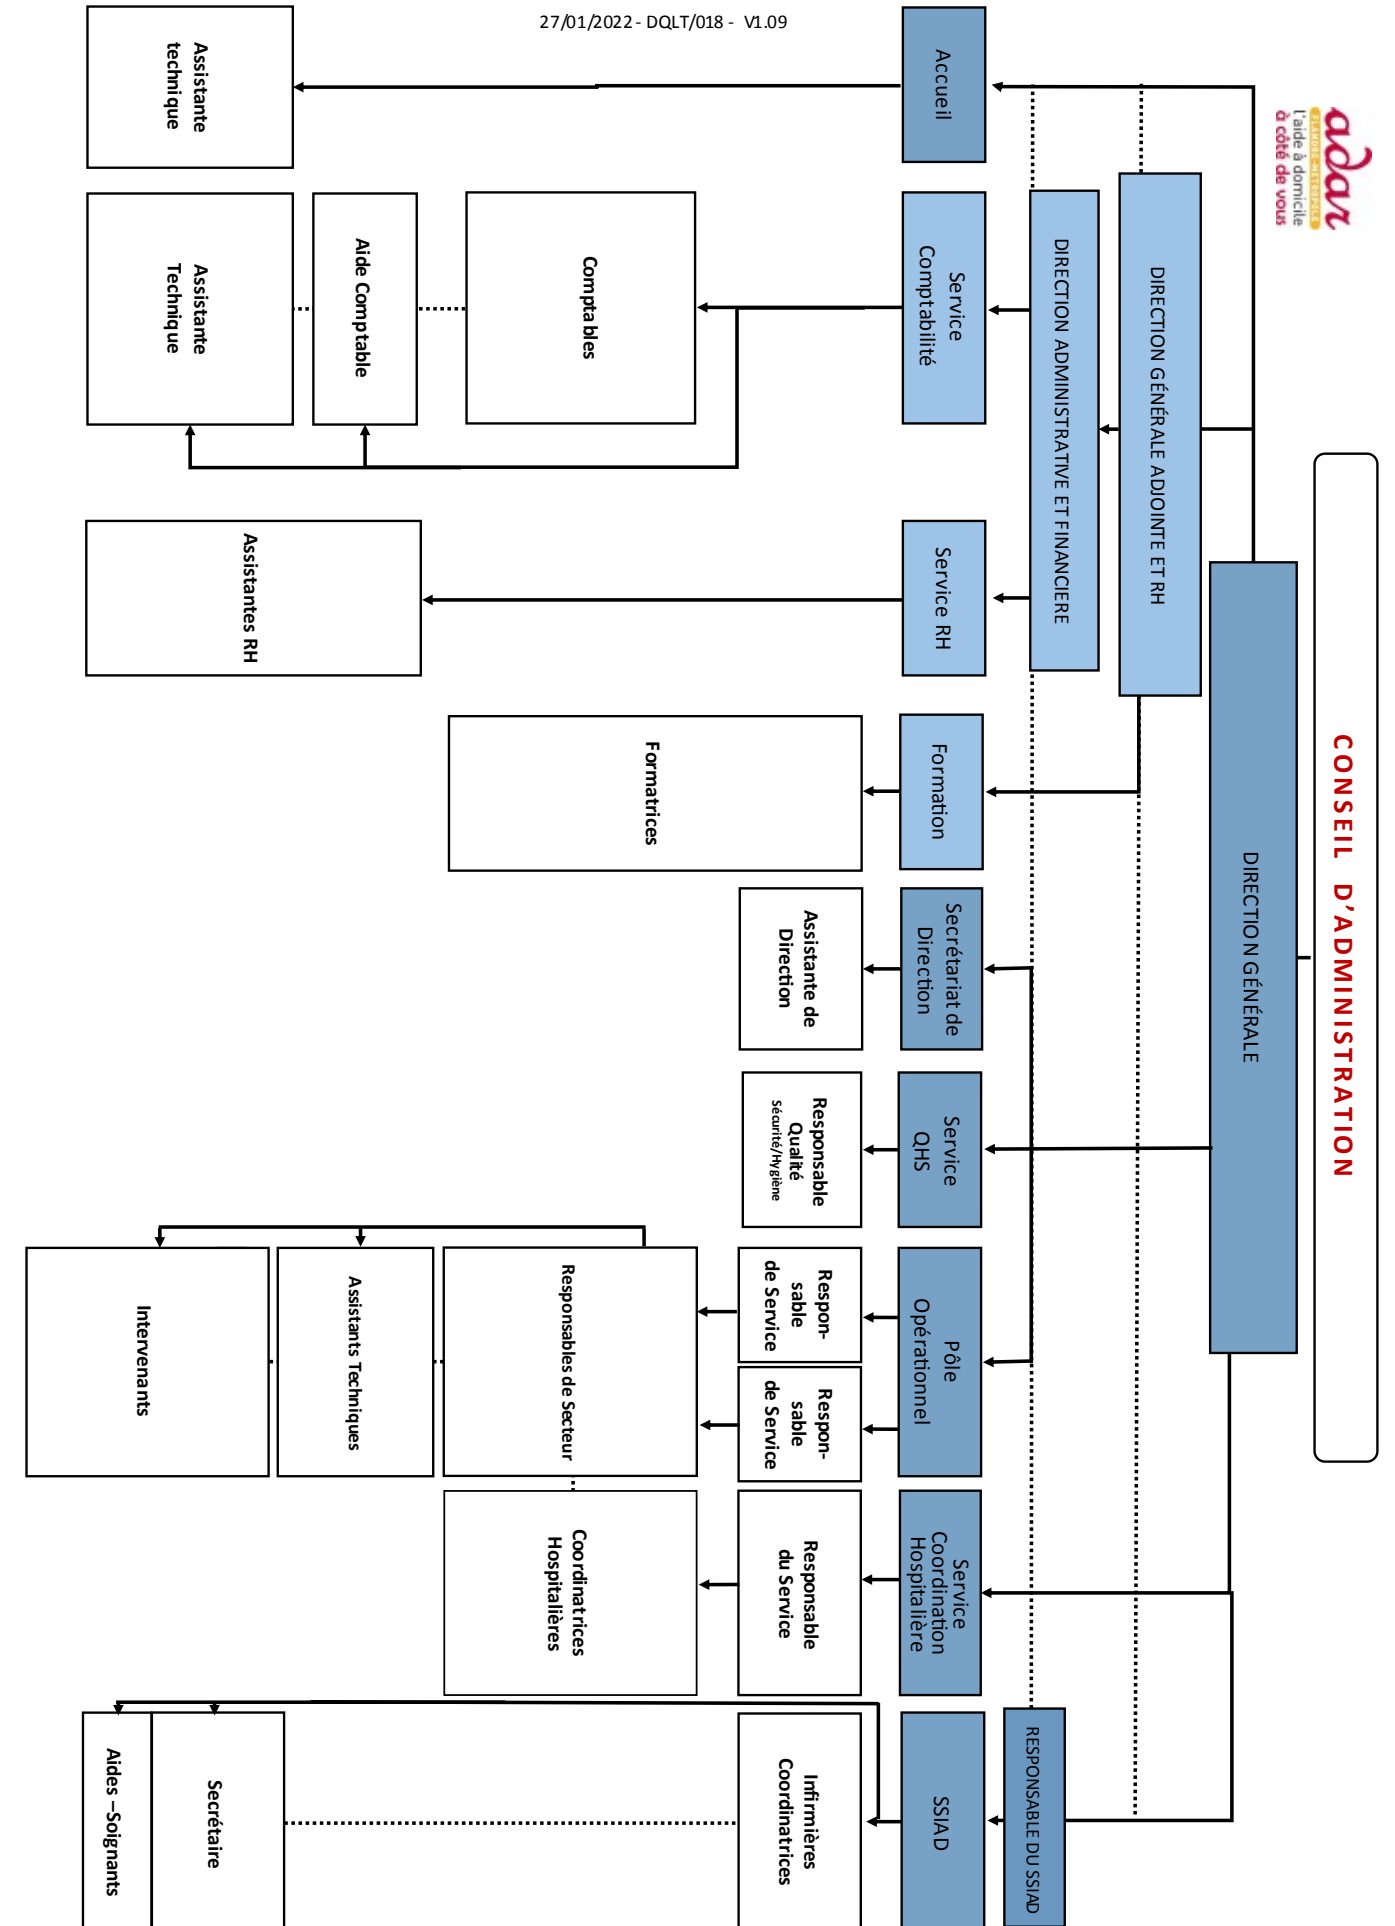 27/01/2022 - DQLT/018 - V1.09
adar
FLANDRE-METROPOLE
l'aide à domicile
à côté de vous
CONSEIL D'ADMINISTRATION
DIRECTION GÉNÉRALE
DIRECTION GÉNÉRALE ADJOINTE ET RH
DIRECTION ADMINISTRATIVE ET FINANCIERE
RESPONSABLE DU SSIAD
Accueil
Service
Comptabilité
Service RH
Formation
Secrétariat de
Direction
Service
QHS
Pôle
Opérationnel
Service
Coordination
Hospitalière
SSIAD
Assistante
technique
Comptables
Aide Comptable
Assistante
Technique
Assistantes RH
Formatrices
Assistante de
Direction
Responsable
Qualité
Sécurité/Hygiène
Respon-
sable
de Service
Respon-
sable
de Service
Responsables de Secteur
Assistants Techniques
Intervenants
Responsable
du Service
Coordinatrices
Hospitalières
Infirmières
Coordinatrices
Secrétaire
Aides –Soignants